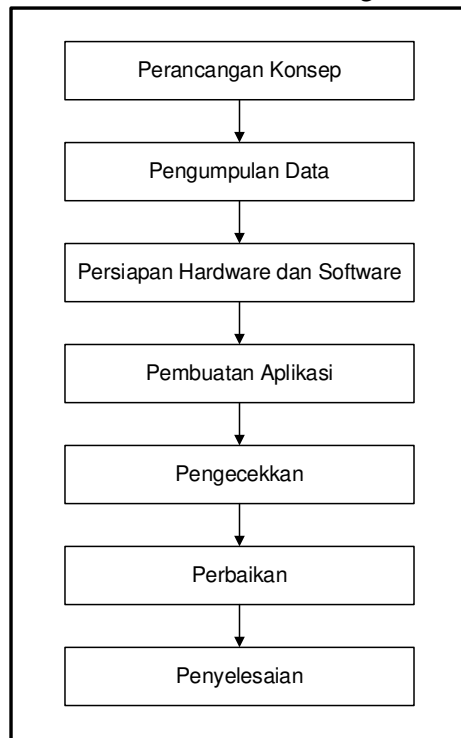 Perancangan Konsep
Pengumpulan Data
Persiapan Hardware dan Software
Pembuatan Aplikasi
Pengecekkan
Perbaikan
Penyelesaian